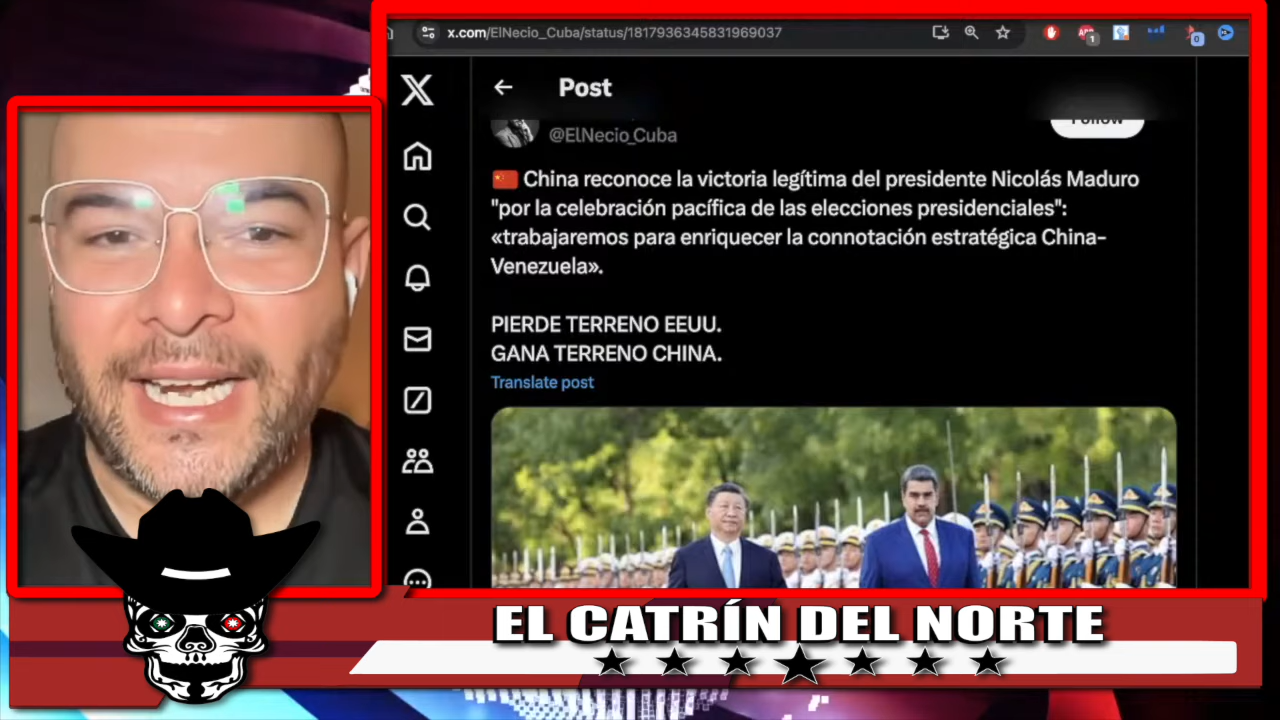 x.com/ElNecio_Cuba/status/1817936345831969037
Post
Follow
@ElNecio_Cuba
China reconoce la victoria legítima del presidente Nicolás Maduro
"por la celebración pacífica de las elecciones presidenciales":
«trabajaremos para enriquecer la connotación estratégica China-
Venezuela».
PIERDE TERRENO EEUU.
GANA TERRENO CHINA.
Translate post
EL CATRÍN DEL NORTE